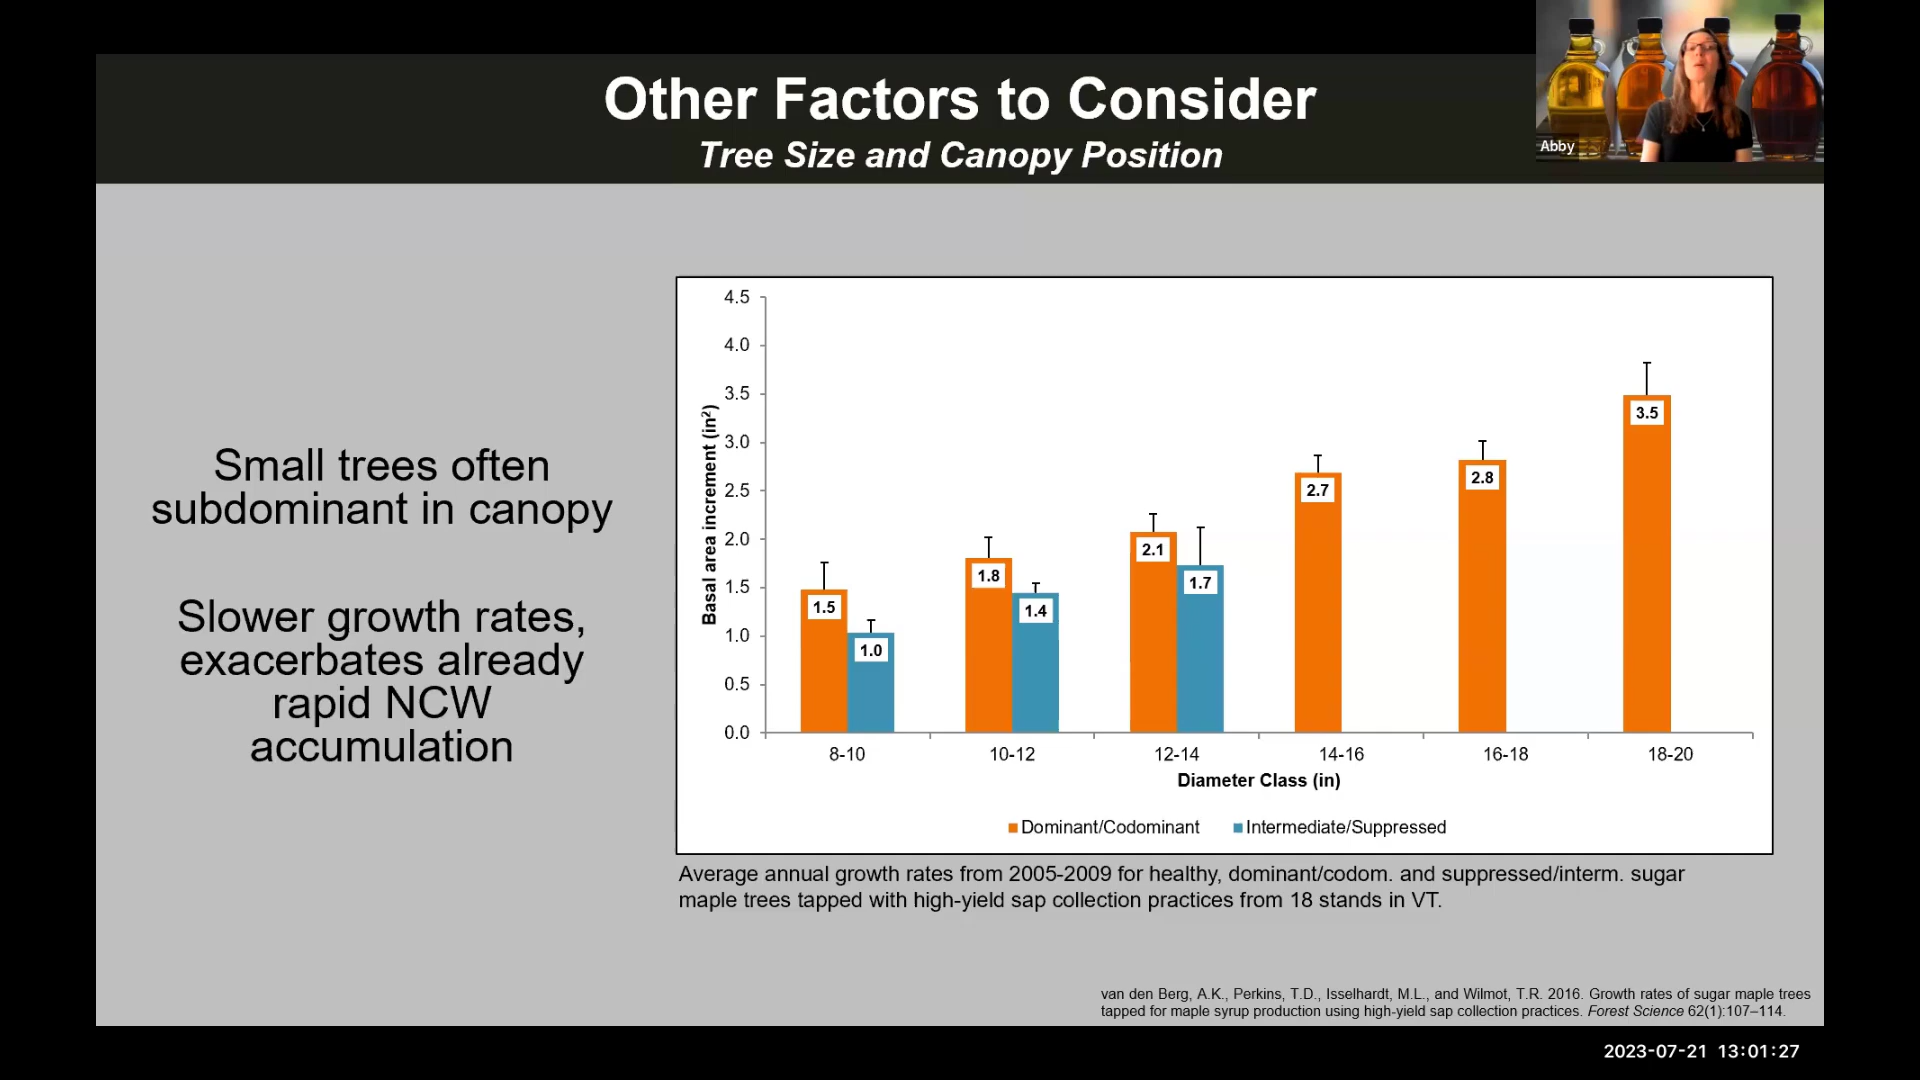 Other Factors to Consider
Tree Size and Canopy Position
Abby
Small trees often
subdominant in canopy
Slower growth rates,
exacerbates already
rapid NCW
accumulation
Basal area increment (in²)
4.5
4.0
3.5
3.0
2.5
2.0
1.5
1.0
0.5
0.0
1.5
1.0
1.8
1.4
2.1
1.7
2.7
2.8
3.5
8-10 10-12 12-14 14-16 16-18 18-20
Diameter Class (in)
Dominant/Codominant Intermediate/Suppressed
Average annual growth rates from 2005-2009 for healthy, dominant/codom. and suppressed/interm. sugar
maple trees tapped with high-yield sap collection practices from 18 stands in VT.
van den Berg, A.K., Perkins, T.D., Isselhardt, M.L., and Wilmot, T.R. 2016. Growth rates of sugar maple trees
tapped for maple syrup production using high-yield sap collection practices. Forest Science 62(1):107–114.
2023-07-21 13:01:27